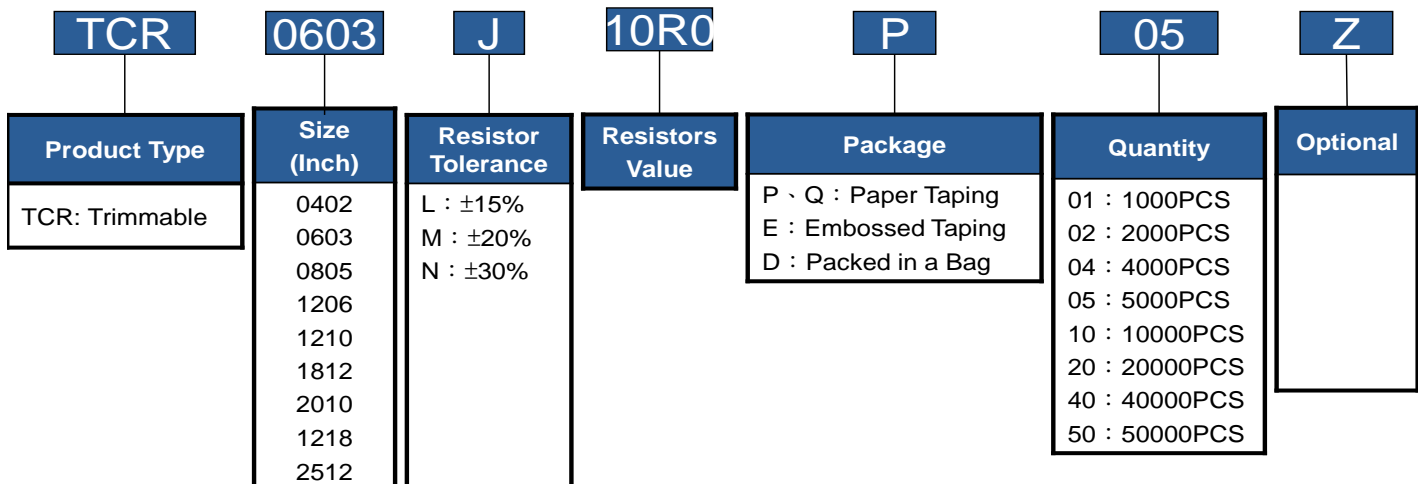 TCR 0603 J 10R0 P 05 Z
Product Type
TCR: Trimmable
Size
(Inch)
0402
0603
0805
1206
1210
1812
2010
1218
2512
Resistor
Tolerance
L：±15%
M：±20%
N：±30%
Resistors
Value
Package
P、Q：Paper Taping
E：Embossed Taping
D：Packed in a Bag
Quantity
01：1000PCS
02：2000PCS
04：4000PCS
05：5000PCS
10：10000PCS
20：20000PCS
40：40000PCS
50：50000PCS
Optional